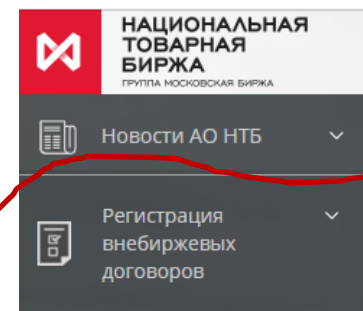 НАЦИОНАЛЬНАЯ
ТОВАРНАЯ
БИРЖА
ГРУППА МОСКОВСКАЯ БИРЖА
Новости АО НТБ
Регистрация
внебиржевых
договоров